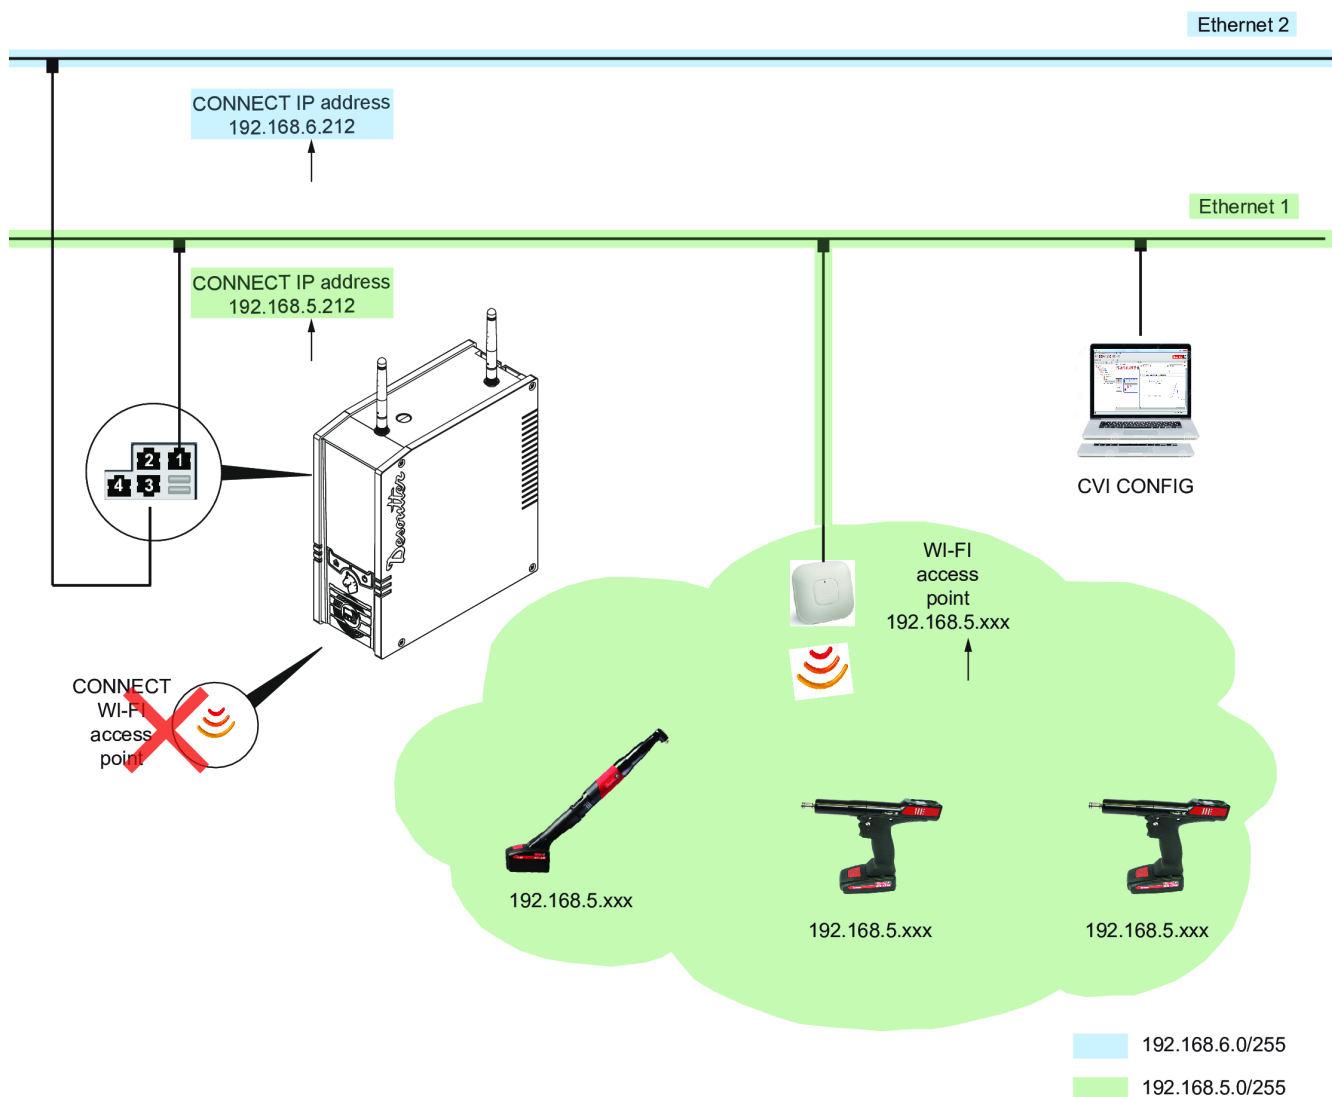 Ethernet 2
CONNECT IP address
192.168.6.212
Ethernet 1
CONNECT IP address
192.168.5.212
2
1
4
3
Desoutter
CVI CONFIG
WI-FI
access
point
192.168.5.xxx
CONNECT
WI-FI
access
point
192.168.5.xxx
192.168.5.xxx
192.168.5.xxx
192.168.6.0/255
192.168.5.0/255